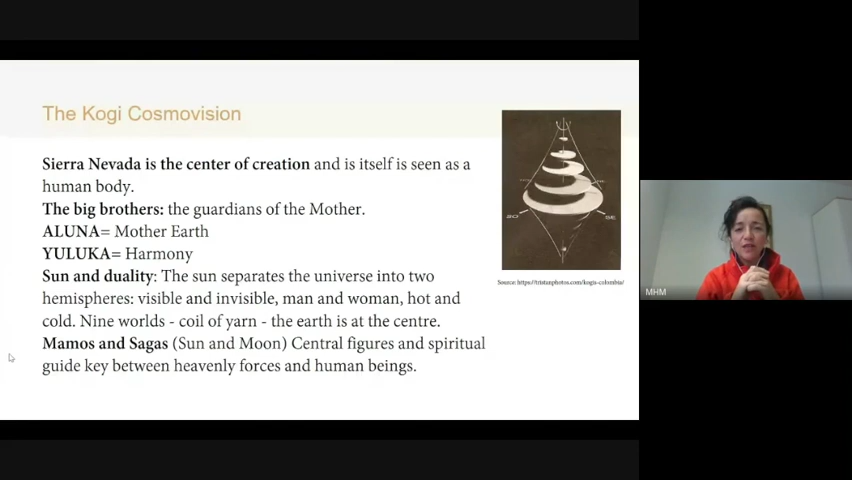 The Kogi Cosmovision
Sierra Nevada is the center of creation and is itself is seen as a
human body.
The big brothers: the guardians of the Mother.
ALUNA= Mother Earth
YULUKA= Harmony
Sun and duality: The sun separates the universe into two
hemispheres: visible and invisible, man and woman, hot and
cold. Nine worlds - coil of yarn - the earth is at the centre.
Mamos and Sagas (Sun and Moon) Central figures and spiritual
guide key between heavenly forces and human beings.
SE
Source: https://tristanphotos.com/kogis-colombia/
MHM